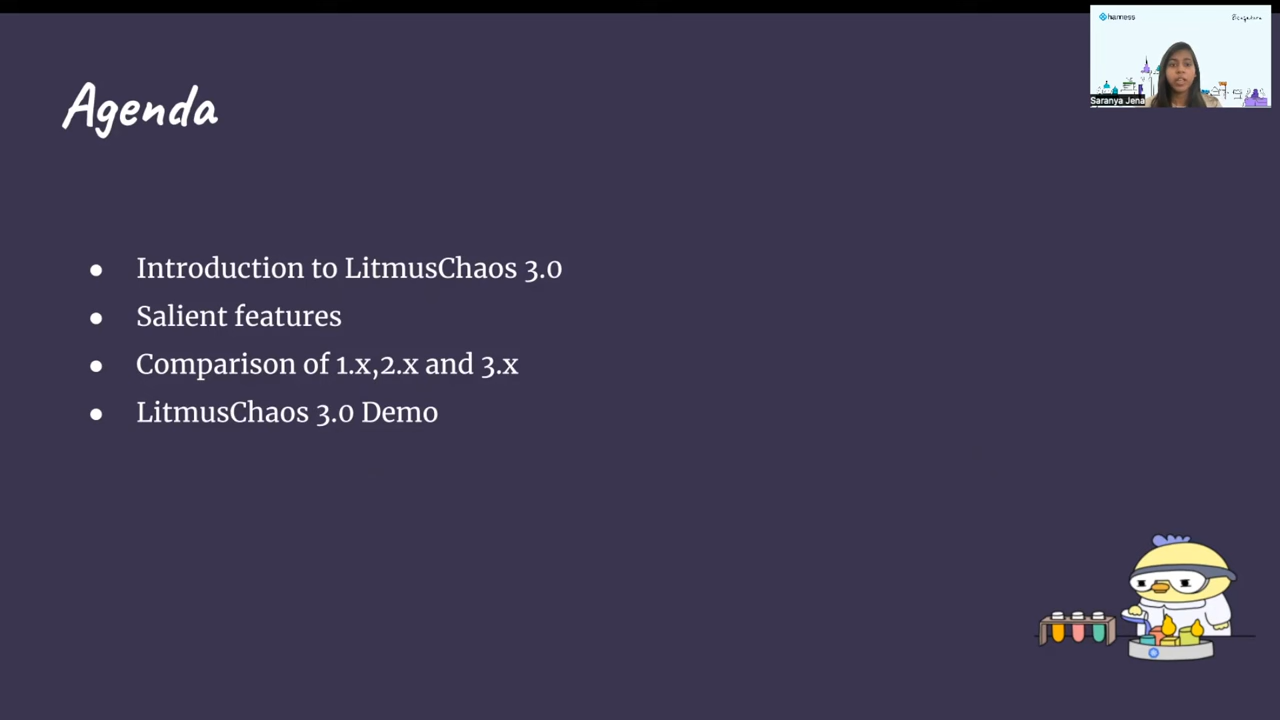 harness
Bengaluru
Saranya Jena
Agenda
● Introduction to LitmusChaos 3.0
● Salient features
● Comparison of 1.x,2.x and 3.x
● LitmusChaos 3.0 Demo